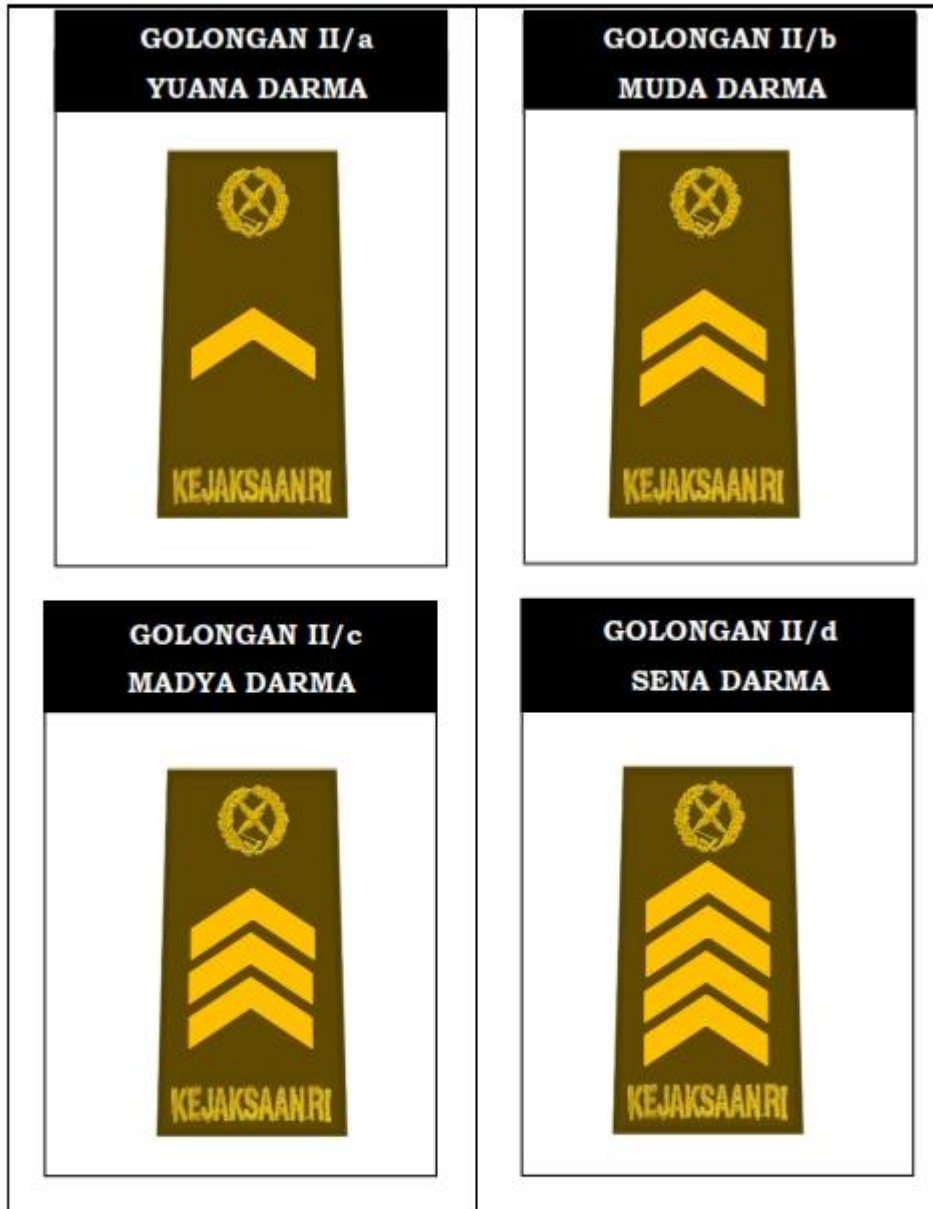 GOLONGAN II/a
YUANA DARMA
KEJAKSAAN RI
GOLONGAN II/b
MUDA DARMA
KEJAKSAAN RI
GOLONGAN II/c
MADYA DARMA
KEJAKSAAN RI
GOLONGAN II/d
SENA DARMA
KEJAKSAAN RI